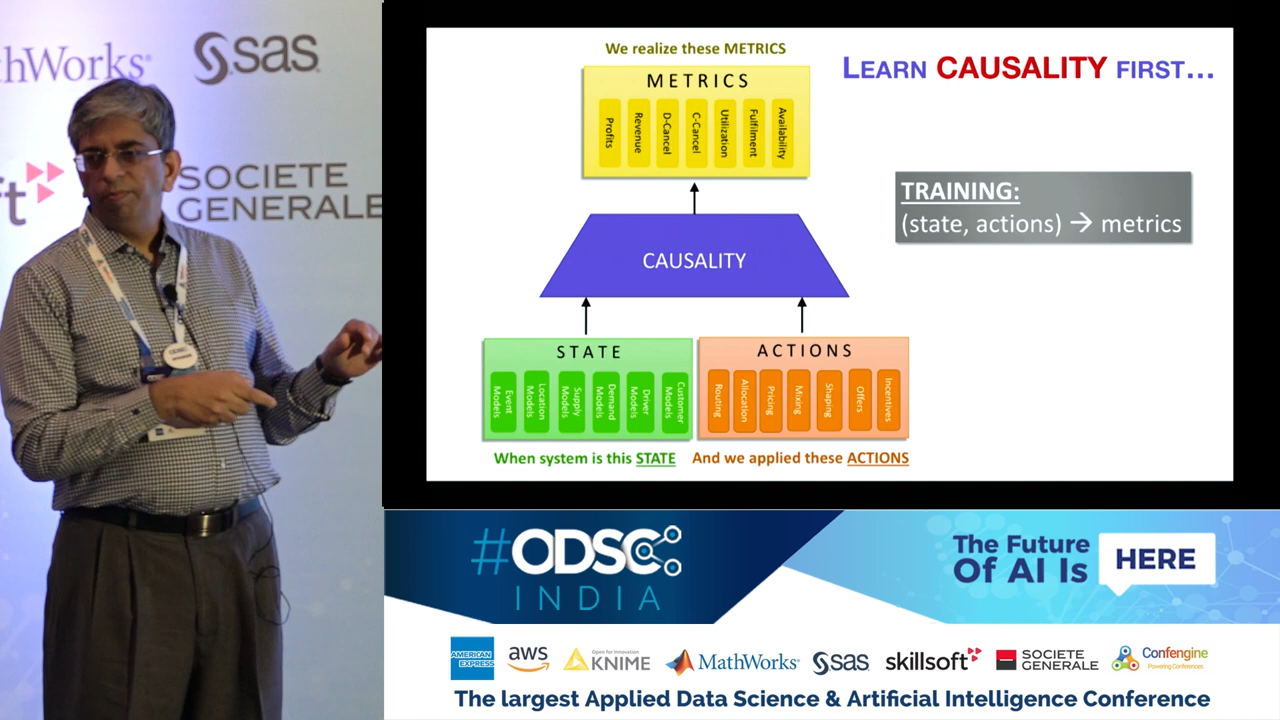 thWorks®
sas
ft
SOCIETE
GENERALE
We realize these METRICS
METRICS
Profits
Revenue
D-Cancel
C-Cancel
Utilization
Fulfilment
Availability
LEARN CAUSALITY FIRST...
TRAINING:
(state, actions) → metrics
CAUSALITY
STATE
Event
Models
Location
Models
Supply
Models
Demand
Models
Driver
Models
Customer
Models
ACTIONS
Routing
Allocation
Pricing
Mixing
Shaping
Offers
Incentives
When system is this STATE
And we applied these ACTIONS
#ODSC
INDIA
The Future
Of AI Is
HERE
AMERICAN
EXPRESS
aws
Open for Innovation
KNIME
MathWorks®
sas
skillsoft
SOCIETE
GENERALE
Confengine
Powering Conferences
The largest Applied Data Science & Artificial Intelligence Conference